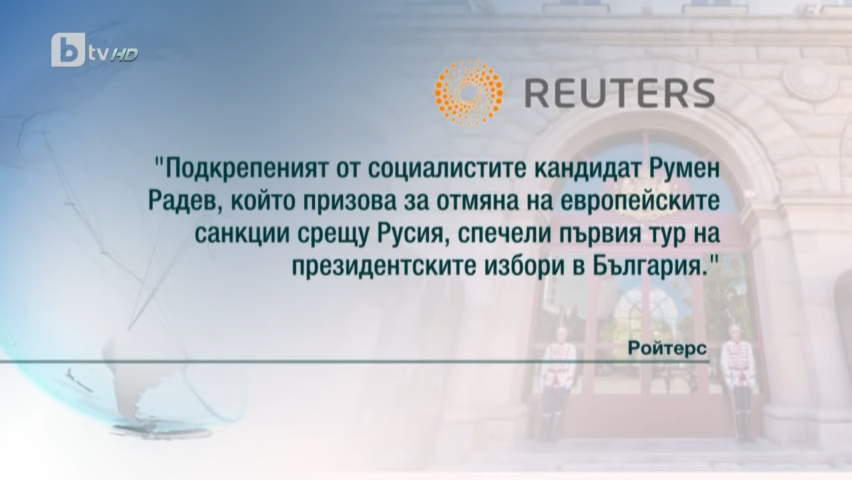 btv HD
REUTERS
"Подкрепеният от социалистите кандидат Румен
Радев, който призова за отмяна на европейските
санкции срещу Русия, спечели първия тур на
президентските избори в България."
Ройтерс